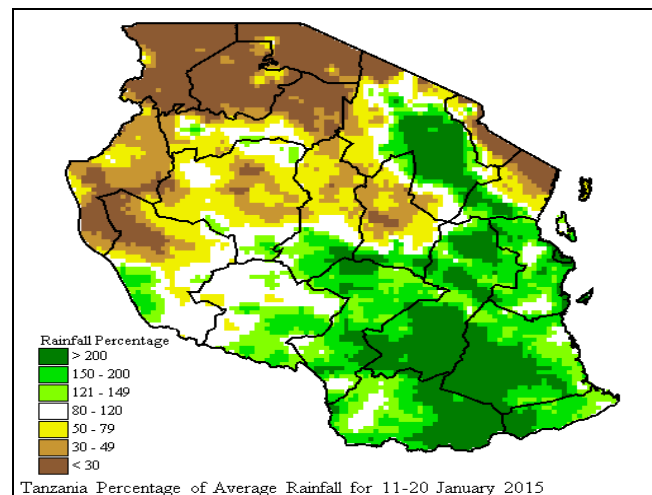 Rainfall Percentage
> 200
150 - 200
121 - 149
80 - 120
50 - 79
30 - 49
< 30
Tanzania Percentage of Average Rainfall for 11-20 January 2015